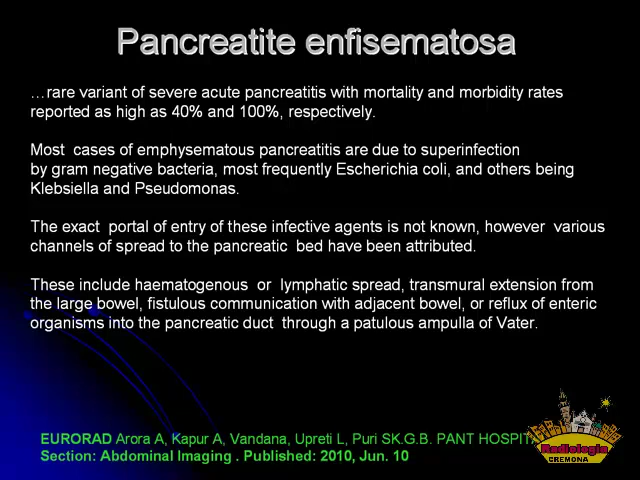 Pancreatite enfisematosa
…rare variant of severe acute pancreatitis with mortality and morbidity rates
reported as high as 40% and 100%, respectively.
Most cases of emphysematous pancreatitis are due to superinfection
by gram negative bacteria, most frequently Escherichia coli, and others being
Klebsiella and Pseudomonas.
The exact portal of entry of these infective agents is not known, however various
channels of spread to the pancreatic bed have been attributed.
These include haematogenous or lymphatic spread, transmural extension from
the large bowel, fistulous communication with adjacent bowel, or reflux of enteric
organisms into the pancreatic duct through a patulous ampulla of Vater.
EURORAD Arora A, Kapur A, Vandana, Upreti L, Puri SK.G.B. PANT HOSPIT
Section: Abdominal Imaging . Published: 2010, Jun. 10
Radiologia
CREMONA